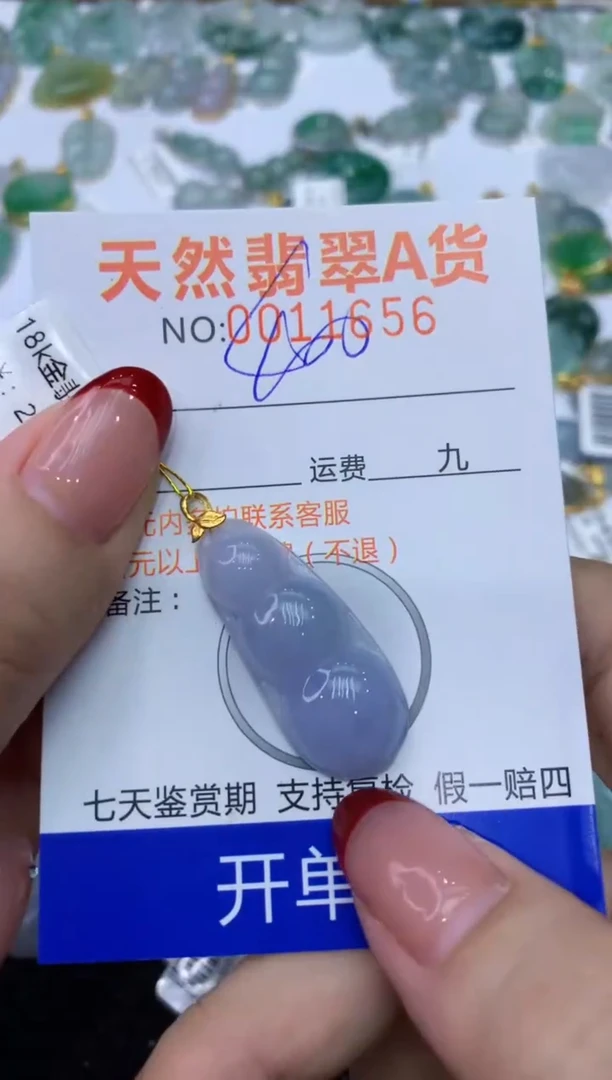 天然翡翠A货
NO:0011656
18K金
运费 九
元内 联系客服
元以上 (不退)
备注:
七天鉴赏期 支持复检 假一赔四
开单